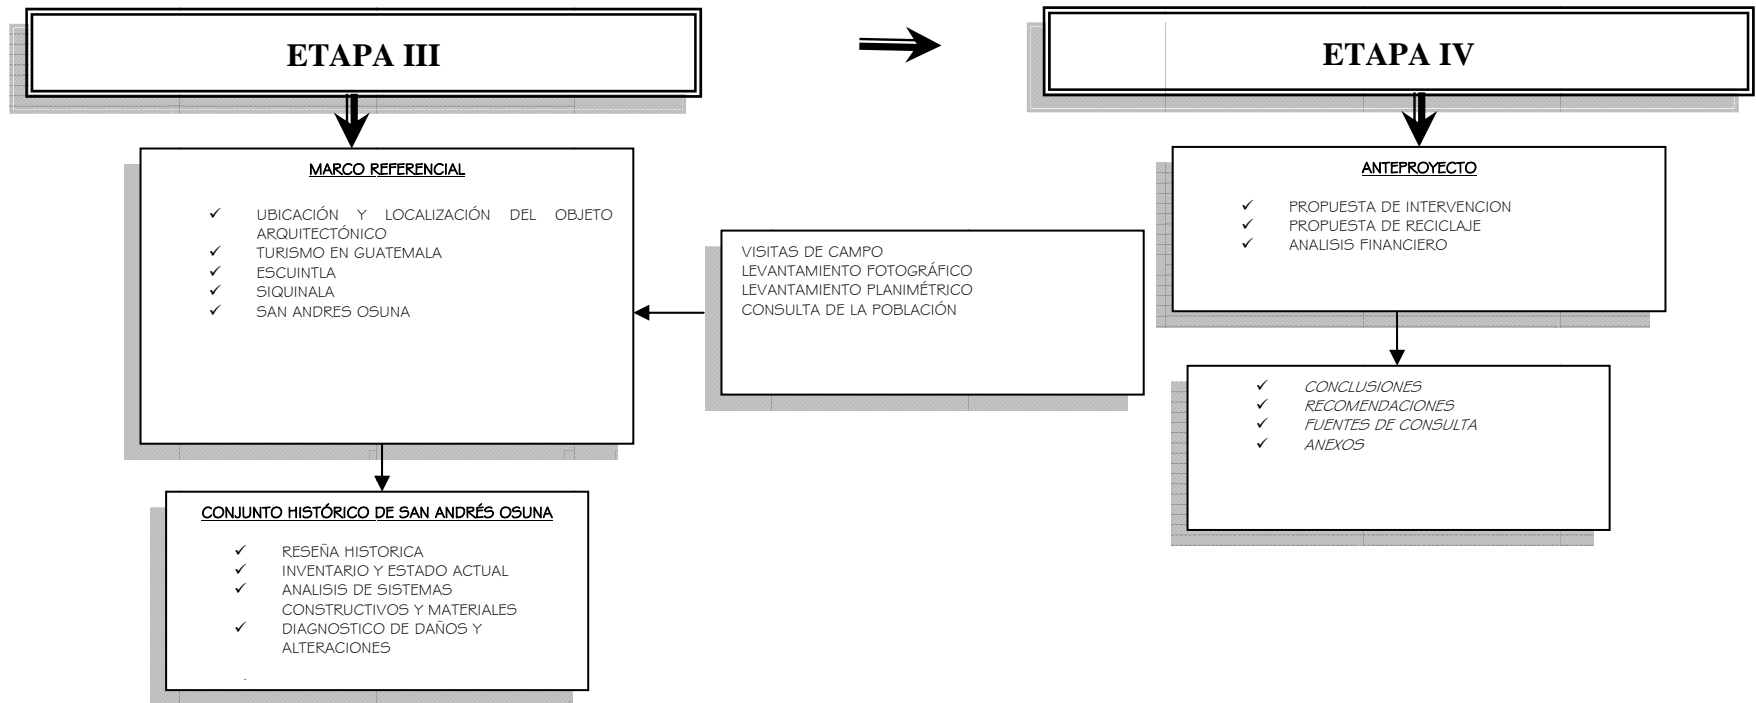 ETAPA III
ETAPA IV
MARCO REFERENCIAL
✓ UBICACIÓN Y LOCALIZACIÓN DEL OBJETO
ARQUITECTÓNICO
✓ TURISMO EN GUATEMALA
✓ ESCUINTLA
✓ SIQUINALA
✓ SAN ANDRES OSUNA
VISITAS DE CAMPO
LEVANTAMIENTO FOTOGRÁFICO
LEVANTAMIENTO PLANIMÉTRICO
CONSULTA DE LA POBLACIÓN
CONJUNTO HISTÓRICO DE SAN ANDRÉS OSUNA
✓ RESEÑA HISTORICA
✓ INVENTARIO Y ESTADO ACTUAL
✓ ANALISIS DE SISTEMAS
CONSTRUCTIVOS Y MATERIALES
✓ DIAGNOSTICO DE DAÑOS Y
ALTERACIONES
.
ANTEPROYECTO
✓ PROPUESTA DE INTERVENCION
✓ PROPUESTA DE RECICLAJE
✓ ANALISIS FINANCIERO
✓ CONCLUSIONES
✓ RECOMENDACIONES
✓ FUENTES DE CONSULTA
✓ ANEXOS